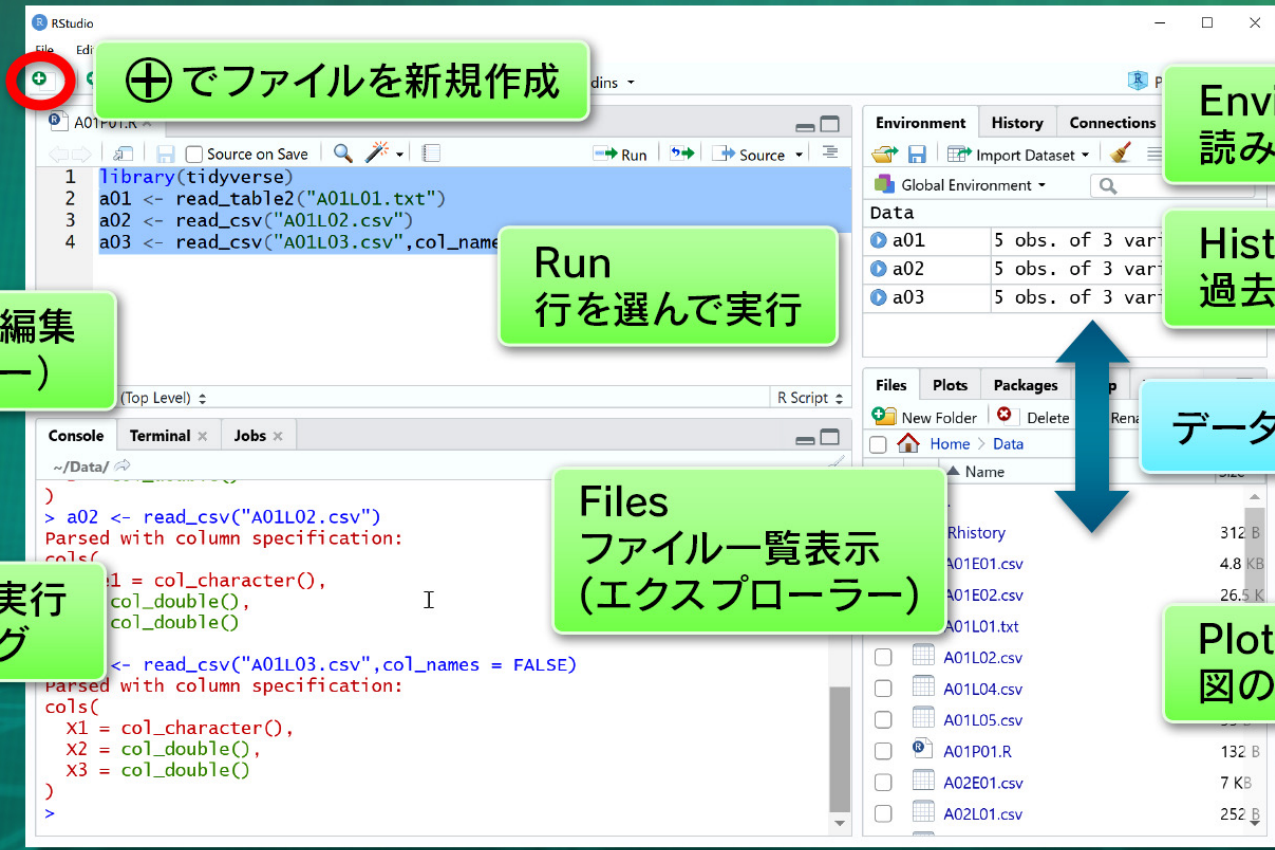 RStudio
File Edi
⊕でファイルを新規作成
dins
A01P01.R
Source on Save
Run
Source
1 library(tidyverse)
2 a01 <- read_table2("A01L01.txt")
3 a02 <- read_csv("A01L02.csv")
4 a03 <- read_csv("A01L03.csv",col_name
Run
行を選んで実行
編集
ー)
(Top Level)
R Script
Console Terminal Jobs
~/Data/
)
> a02 <- read_csv("A01L02.csv")
Parsed with column specification:
cols(
1 = col_character(),
col_double(),
col_double()
実行
グ
<- read_csv("A01L03.csv",col_names = FALSE)
Parsed with column specification:
cols(
X1 = col_character(),
X2 = col_double(),
X3 = col_double()
)
>
Files
ファイル一覧表示
(エクスプローラー)
Environment History Connections
Envi
読み
Import Dataset
Global Environment
Data
a01 5 obs. of 3 vari
a02 5 obs. of 3 vari
a03 5 obs. of 3 vari
Hist
過去
Files Plots Packages
New Folder Delete Rena
Home > Data
データ
Name
Rhistory 312 B
A01E01.csv 4.8 KB
A01E02.csv 26.5 K
A01L01.txt
A01L02.csv
A01L04.csv
A01L05.csv
Plot
図の
A01P01.R 132 B
A02E01.csv 7 KB
A02L01.csv 252 B